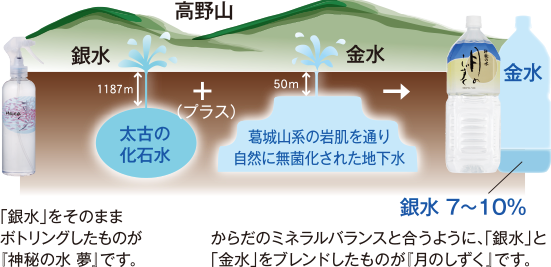 高野山
銀水
金水
1187m
50m
＋
（プラス）
太古の
化石水
葛城山系の岩肌を通り
自然に無菌化された地下水
月の
しずく
金水
銀水 7〜10%
「銀水」をそのまま
ボトリングしたものが
『神秘の水 夢』です。
からだのミネラルバランスと合うように、「銀水」と
「金水」をブレンドしたものが『月のしずく』です。